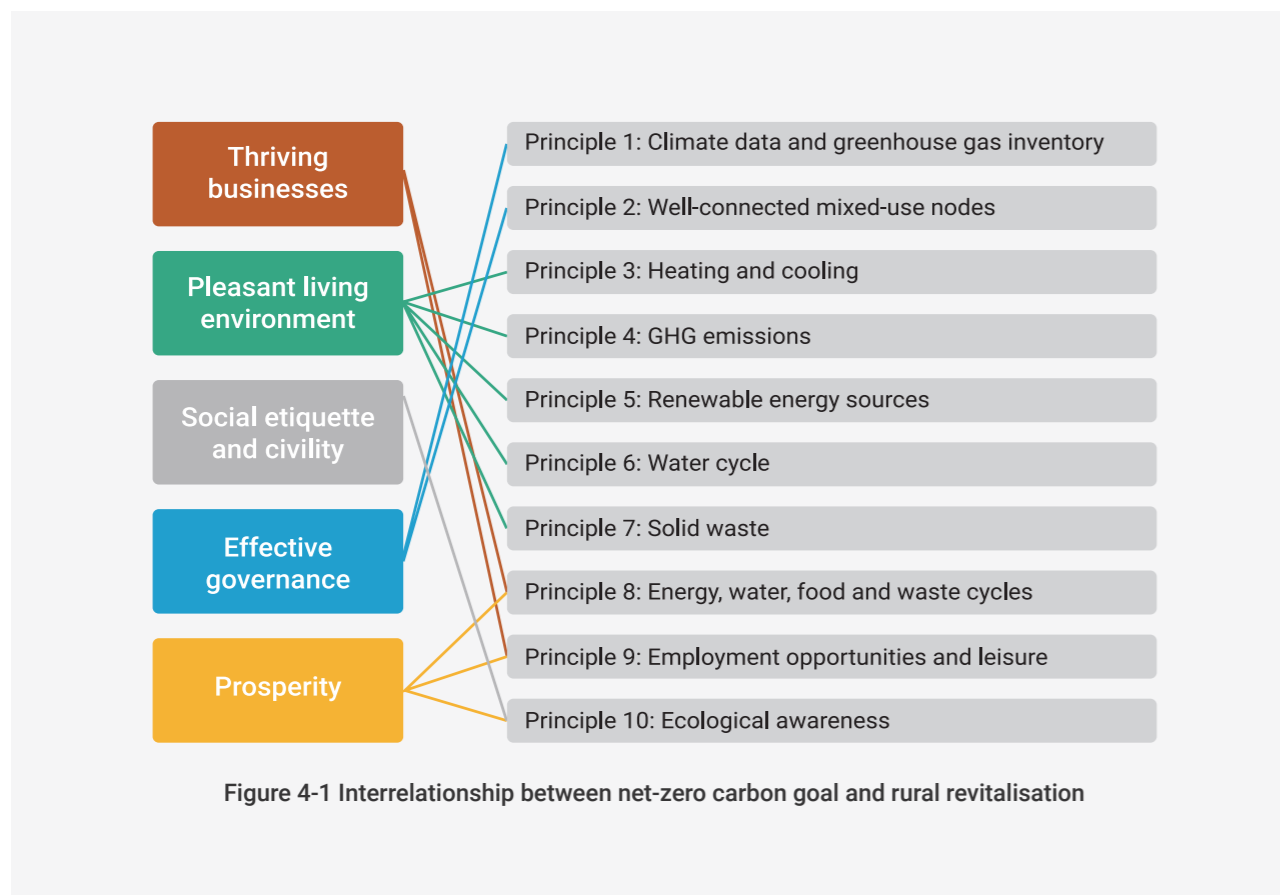 Thriving
businesses
Pleasant living
environment
Social etiquette
and civility
Effective
governance
Prosperity
Principle 1: Climate data and greenhouse gas inventory
Principle 2: Well-connected mixed-use nodes
Principle 3: Heating and cooling
Principle 4: GHG emissions
Principle 5: Renewable energy sources
Principle 6: Water cycle
Principle 7: Solid waste
Principle 8: Energy, water, food and waste cycles
Principle 9: Employment opportunities and leisure
Principle 10: Ecological awareness
Figure 4-1 Interrelationship between net-zero carbon goal and rural revitalisation